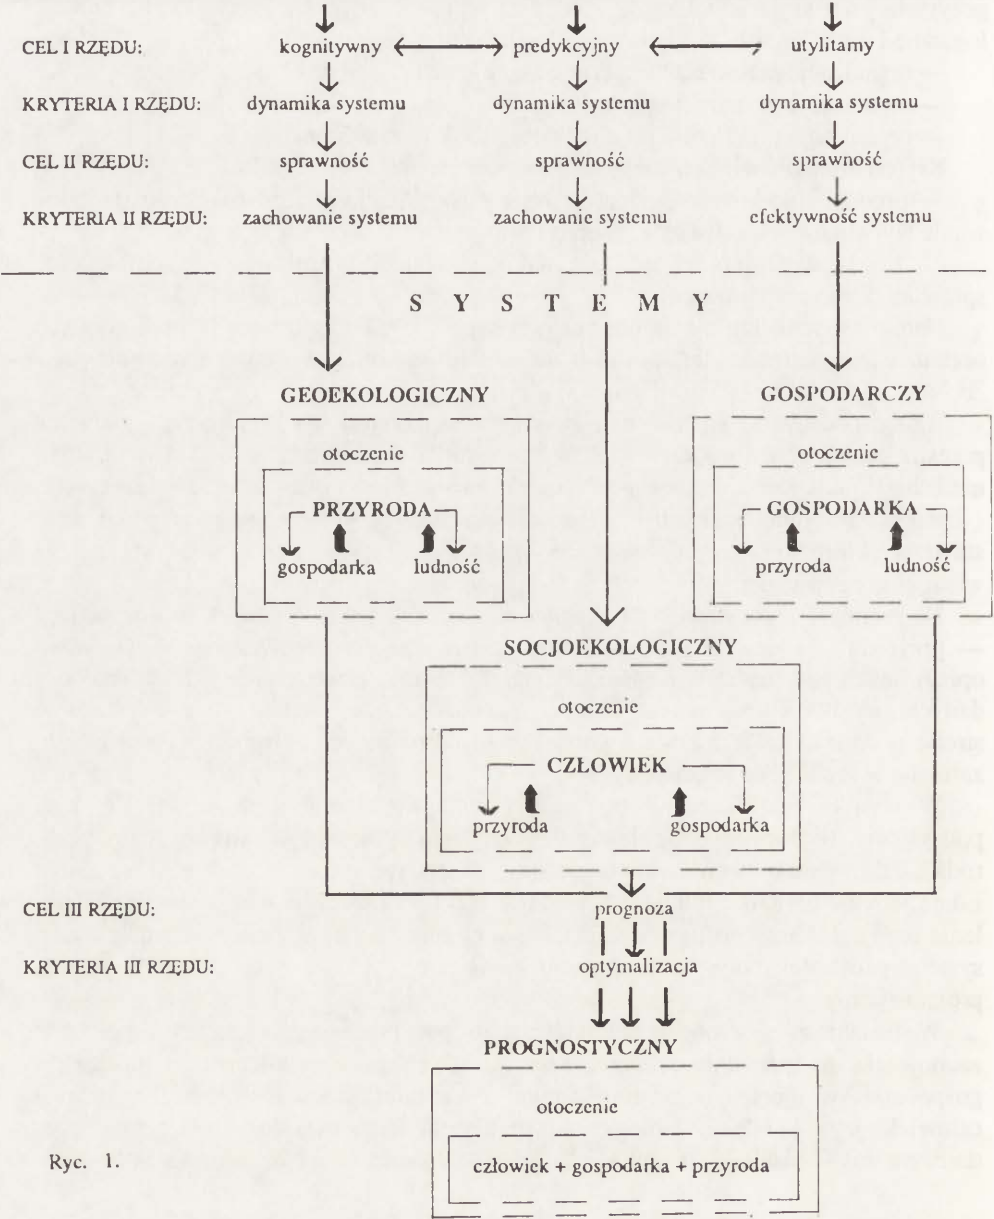 CEL I RZĘDU: kognitywny predykcyjny utylitarny
KRYTERIA I RZĘDU: dynamika systemu dynamika systemu dynamika systemu
CEL II RZĘDU: sprawność sprawność sprawność
KRYTERIA II RZĘDU: zachowanie systemu zachowanie systemu efektywność systemu
S Y S T E M Y
GEOEKOLOGICZNY GOSPODARCZY
otoczenie otoczenie
PRZYRODA GOSPODARKA
gospodarka ludność przyroda ludność
SOCJOEKOLOGICZNY
otoczenie
CZŁOWIEK
przyroda gospodarka
CEL III RZĘDU: prognoza
KRYTERIA III RZĘDU: optymalizacja
PROGNOSTYCZNY
otoczenie
człowiek + gospodarka + przyroda
Ryc. 1.